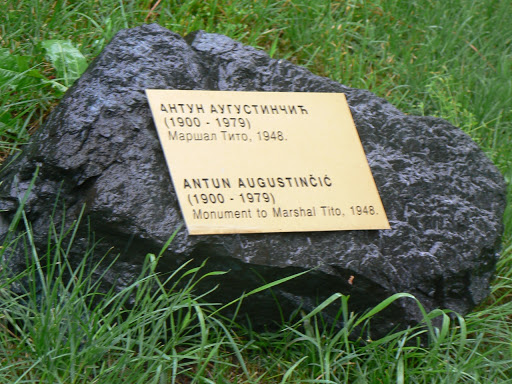 АНТУН АУГУСТИНЧИЋ
(1900 - 1979)
Маршал Тито, 1948.
ANTUN AUGUSTINČIĆ
(1900 - 1979)
Monument to Marshal Tito, 1948.